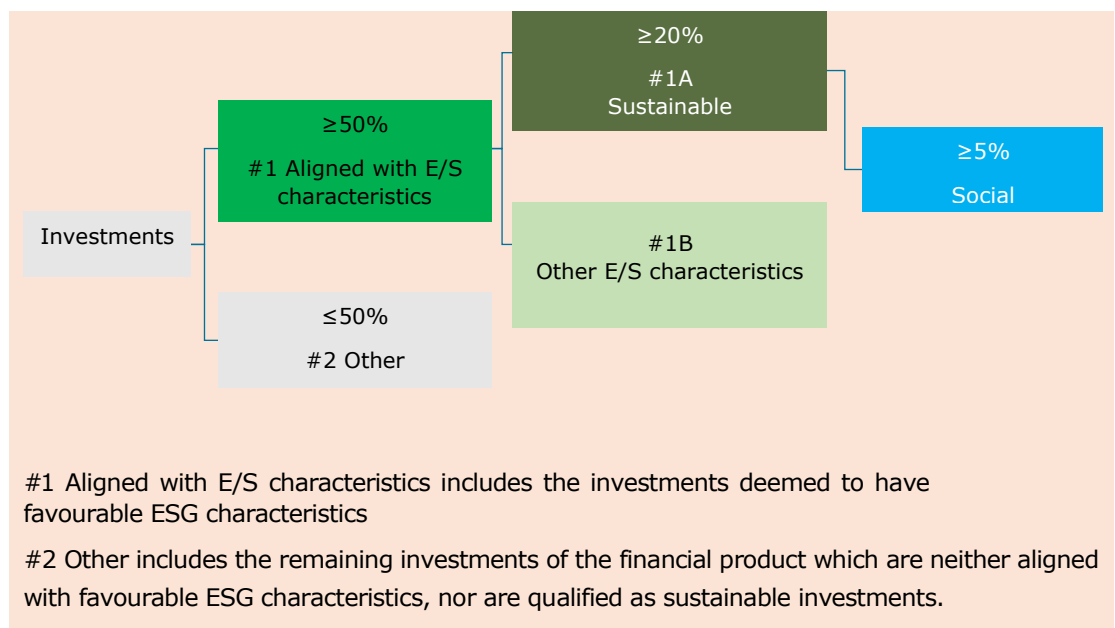 Investments
≥50%
#1 Aligned with E/S
characteristics
≤50%
#2 Other
≥20%
#1A
Sustainable
#1B
Other E/S characteristics
≥5%
Social
#1 Aligned with E/S characteristics includes the investments deemed to have
favourable ESG characteristics
#2 Other includes the remaining investments of the financial product which are neither aligned
with favourable ESG characteristics, nor are qualified as sustainable investments.